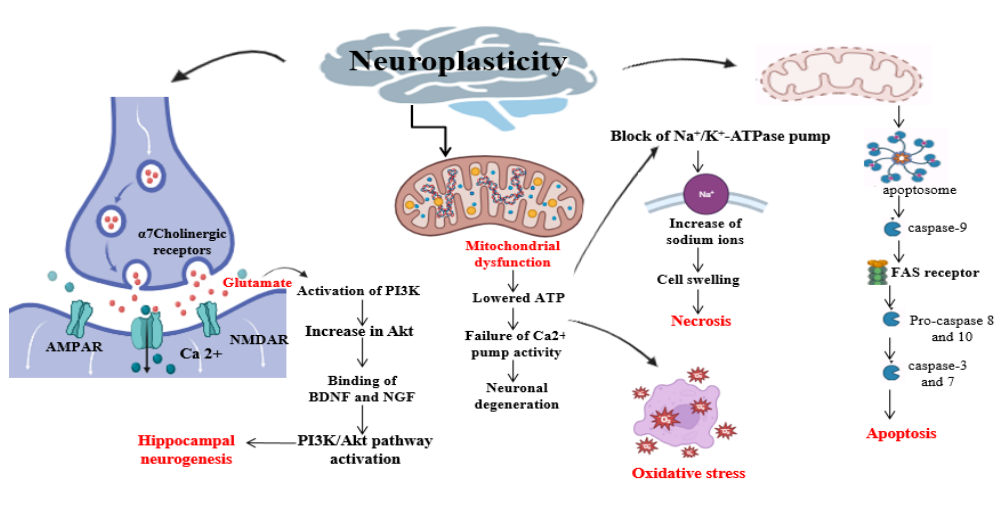 Neuroplasticity
α7Cholinergic
receptors
Glutamate
AMPAR
Ca 2+
NMDAR
Activation of PI3K
Increase in Akt
Binding of
BDNF and NGF
PI3K/Akt pathway
activation
Hippocampal
neurogenesis
Mitochondrial
dysfunction
Lowered ATP
Failure of Ca2+
pump activity
Neuronal
degeneration
Block of Na⁺/K⁺-ATPase pump
Na⁺
Increase of
sodium ions
Cell swelling
Necrosis
Oxidative stress
apoptosome
caspase-9
FAS receptor
Pro-caspase 8
and 10
caspase-3
and 7
Apoptosis